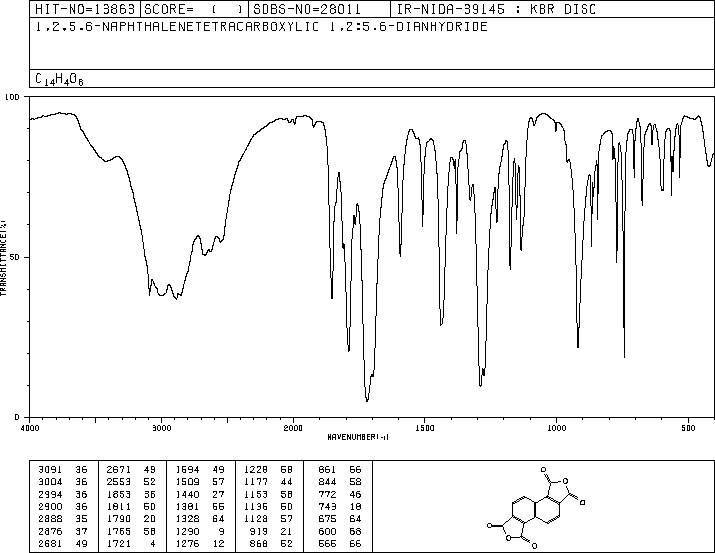 HIT-NO=13863 SCORE= ( ) SDBS-NO=28011 IR-NIDA-39145 : KBR DISC
1,2,5,6-NAPHTHALENETETRACARBOXYLIC 1,2:5,6-DIANHYDRIDE
C14H4O6
100
50
0
TRANSMITTANCE(%)
4000 3000 2000 1500 1000 500
WAVENUMBER(-1)
3091 36 2671 49 1594 49 1228 58 861 56
3004 36 2553 52 1509 57 1177 44 844 58
2994 36 1853 36 1440 27 1153 58 772 46
2900 36 1811 50 1381 55 1136 50 743 18
2888 35 1790 20 1328 64 1128 57 675 64
2876 37 1765 58 1290 9 919 21 600 68
2681 49 1721 4 1276 12 868 52 565 66
O
O
O
O
O
O